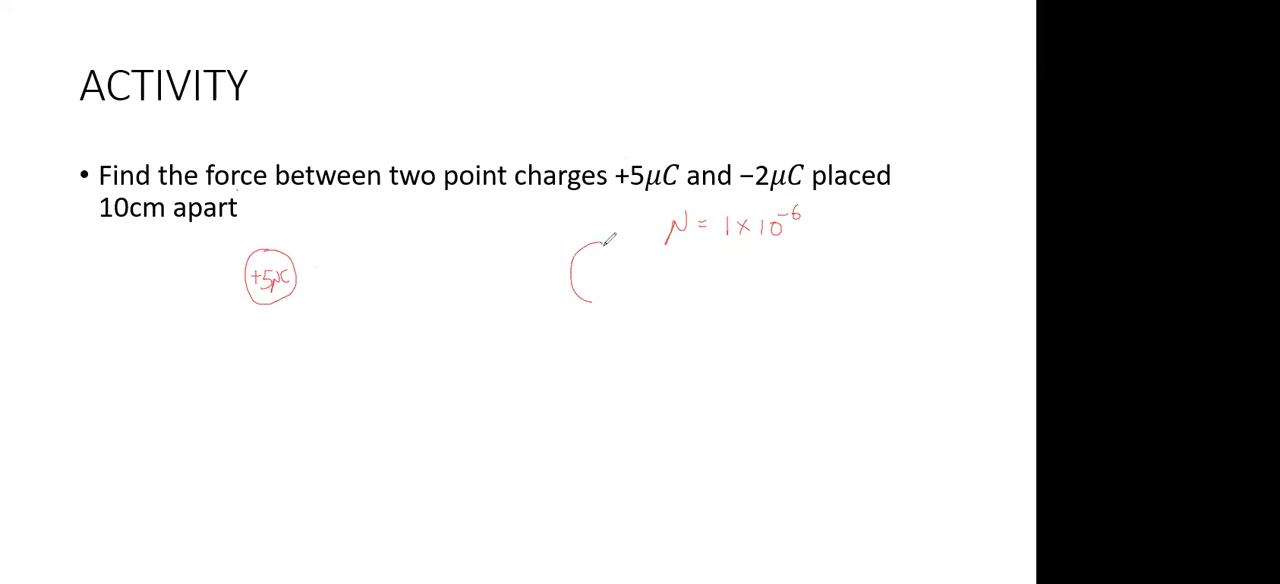 ACTIVITY
• Find the force between two point charges +5𝜇𝐶 and −2𝜇𝐶 placed
10cm apart
μ = 1 × 10⁻⁶
+5μC